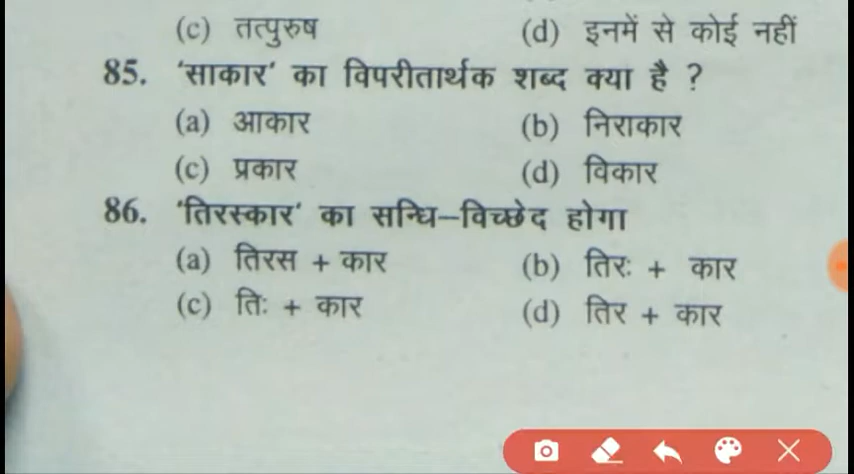 (c) तत्पुरुष (d) इनमें से कोई नहीं
85. 'साकार' का विपरीतार्थक शब्द क्या है ?
(a) आकार (b) निराकार
(c) प्रकार (d) विकार
86. 'तिरस्कार' का सन्धि-विच्छेद होगा
(a) तिरस + कार (b) तिरः + कार
(c) तिः + कार (d) तिर + कार